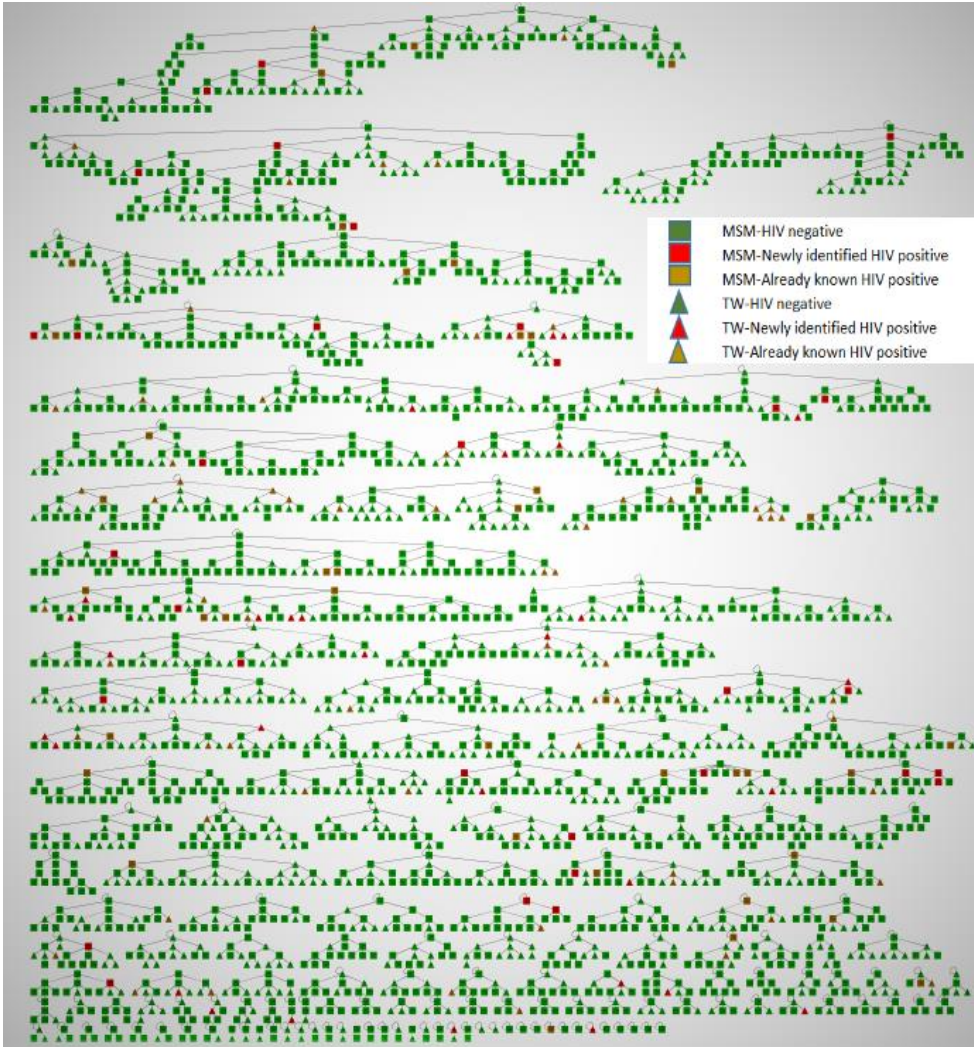 MSM-HIV negative
MSM-Newly identified HIV positive
MSM-Already known HIV positive
TW-HIV negative
TW-Newly identified HIV positive
TW-Already known HIV positive